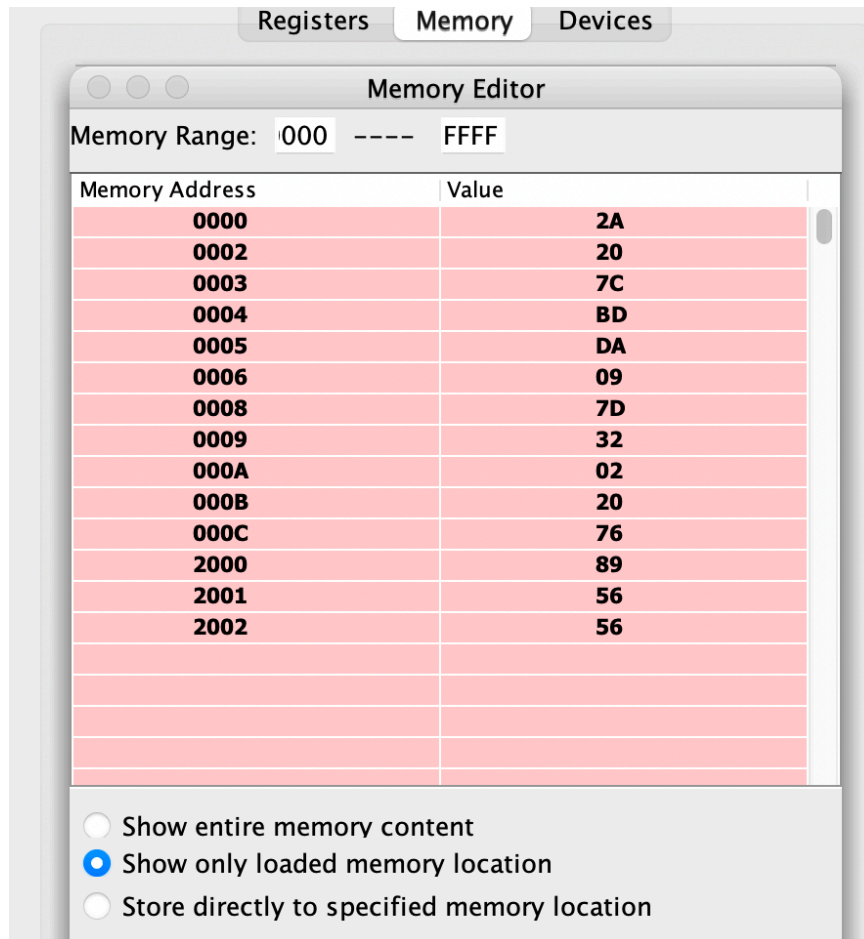 Registers Memory Devices
Memory Editor
Memory Range: 000 ---- FFFF
Memory Address Value
0000 2A
0002 20
0003 7C
0004 BD
0005 DA
0006 09
0008 7D
0009 32
000A 02
000B 20
000C 76
2000 89
2001 56
2002 56
Show entire memory content
Show only loaded memory location
Store directly to specified memory location